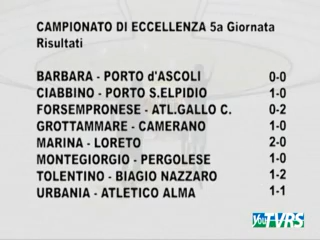 CAMPIONATO DI ECCELLENZA 5a Giornata
Risultati
BARBARA - PORTO d'ASCOLI 0-0
CIABBINO - PORTO S.ELPIDIO 1-0
FORSEMPRONESE - ATL.GALLO C. 0-2
GROTTAMMARE - CAMERANO 1-0
MARINA - LORETO 2-0
MONTEGIORGIO - PERGOLESE 1-0
TOLENTINO - BIAGIO NAZZARO 1-2
URBANIA - ATLETICO ALMA 1-1
YouTVRS